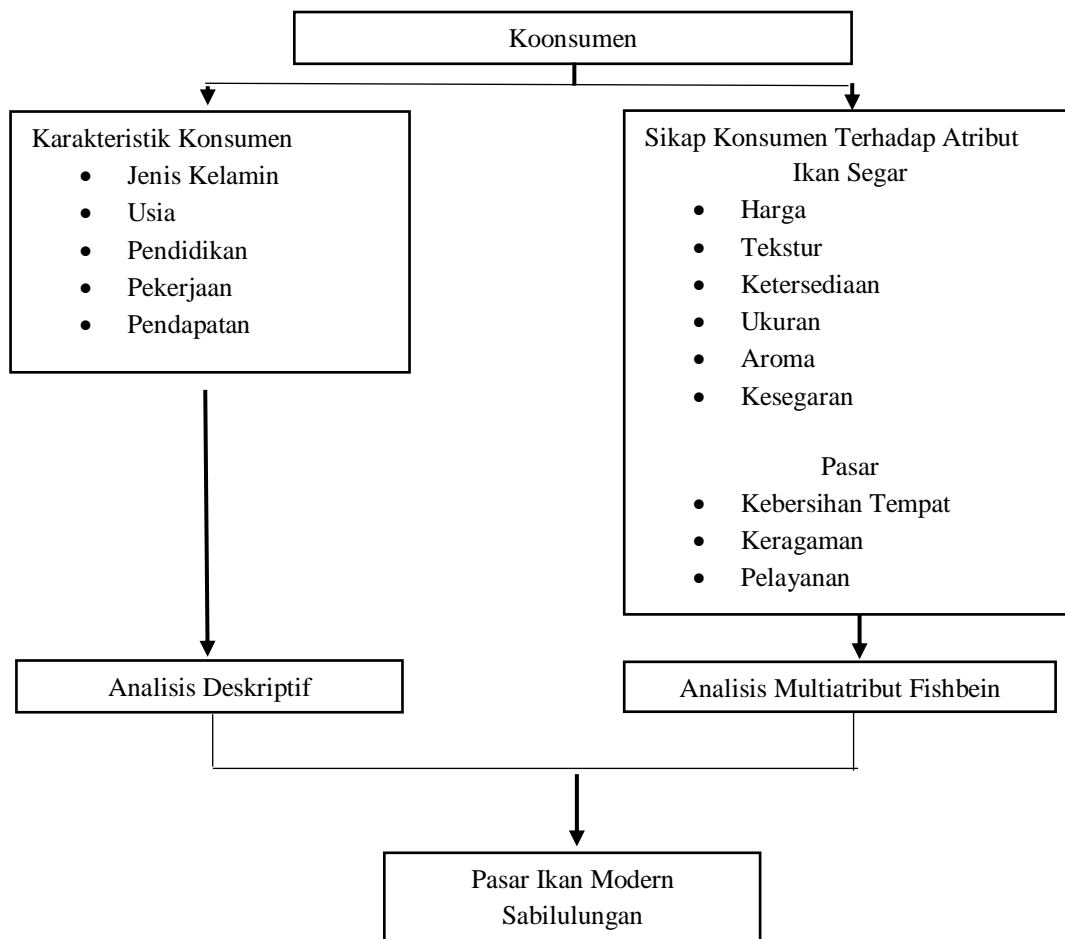 Koonsumen
Karakteristik Konsumen
• Jenis Kelamin
• Usia
• Pendidikan
• Pekerjaan
• Pendapatan
Sikap Konsumen Terhadap Atribut
Ikan Segar
• Harga
• Tekstur
• Ketersediaan
• Ukuran
• Aroma
• Kesegaran
Pasar
• Kebersihan Tempat
• Keragaman
• Pelayanan
Analisis Deskriptif
Analisis Multiatribut Fishbein
Pasar Ikan Modern
Sabilulungan